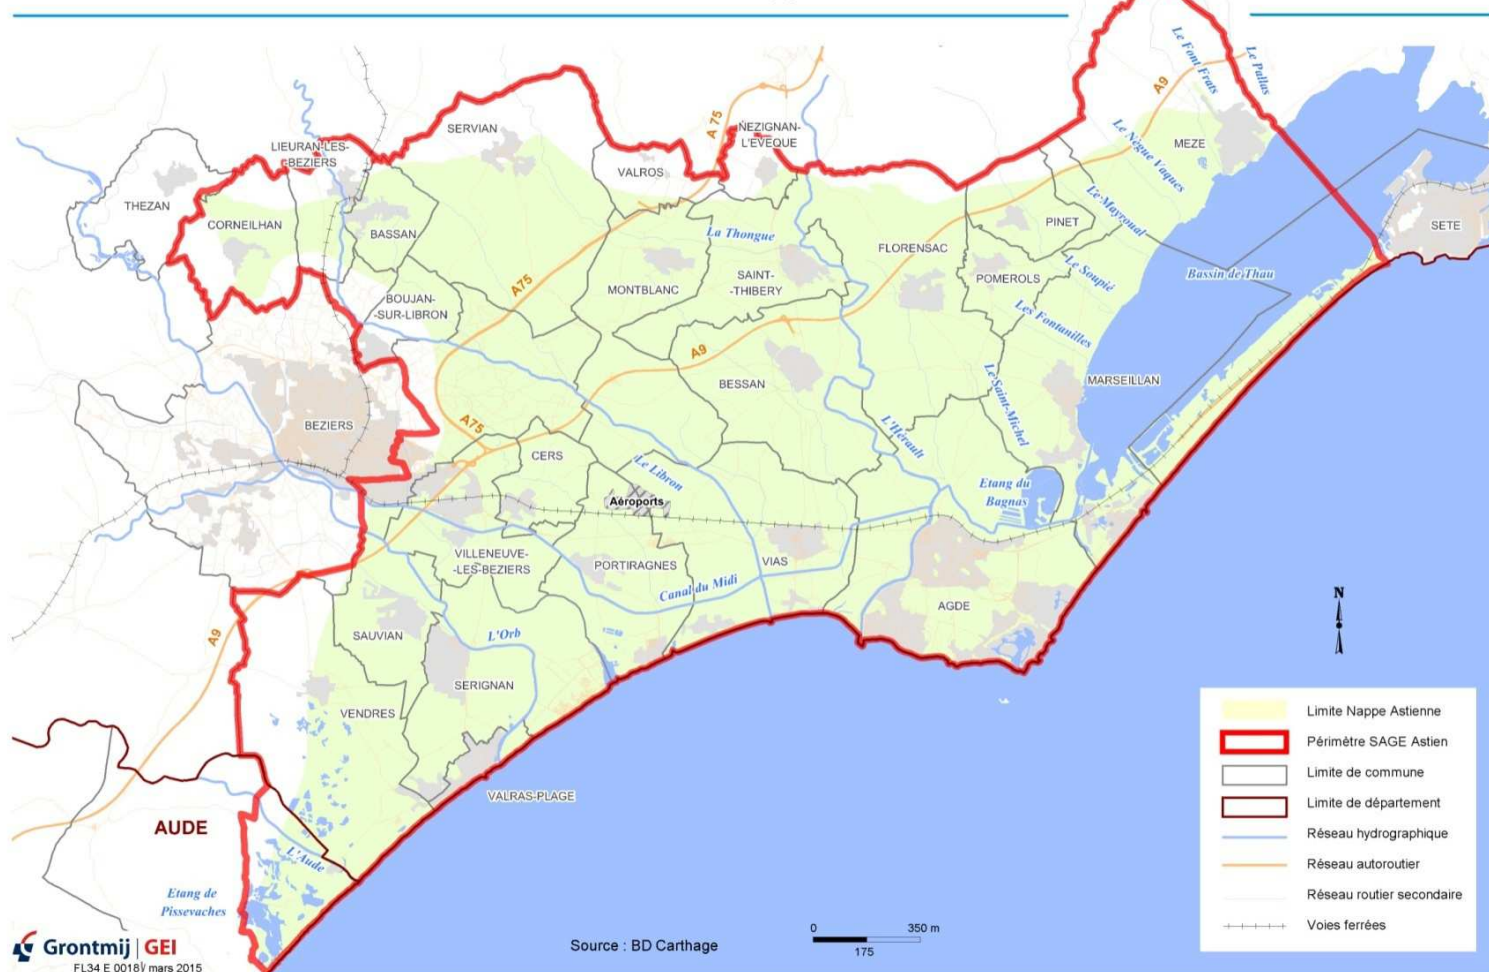 Le Font Frats
Le Pallas
A9
A 75
SERVIAN
NEZIGNAN-
L'EVEQUE
LIEURAN-LES-
BEZIERS
MEZE
Le Nègue Vaques
VALROS
THEZAN
Le Mayroual
CORNEILHAN
BASSAN
La Thongue
PINET
SETE
FLORENSAC
Le Soupié
Bassin de Thau
A75
MONTBLANC
SAINT-
-THIBERY
POMEROLS
BOUJAN-
-SUR-LIBRON
Les Fontanilles
A9
BESSAN
MARSEILLAN
Le Saint-Michel
BEZIERS
A75
L'Hérault
CERS
Le Libron
Aéroports
Etang du
Bagnas
VILLENEUVE-
-LES-BEZIERS
PORTIRAGNES
VIAS
Canal du Midi
AGDE
N
A9
SAUVIAN
L'Orb
SERIGNAN
VENDRES
VALRAS-PLAGE
AUDE
L'Aude
Etang de
Pissevaches
Limite Nappe Astienne
Périmètre SAGE Astien
Limite de commune
Limite de département
Réseau hydrographique
Réseau autoroutier
Réseau routier secondaire
Voies ferrées
Grontmij | GEI
FL34 E 0018 / mars 2015
Source : BD Carthage
0 350 m
175